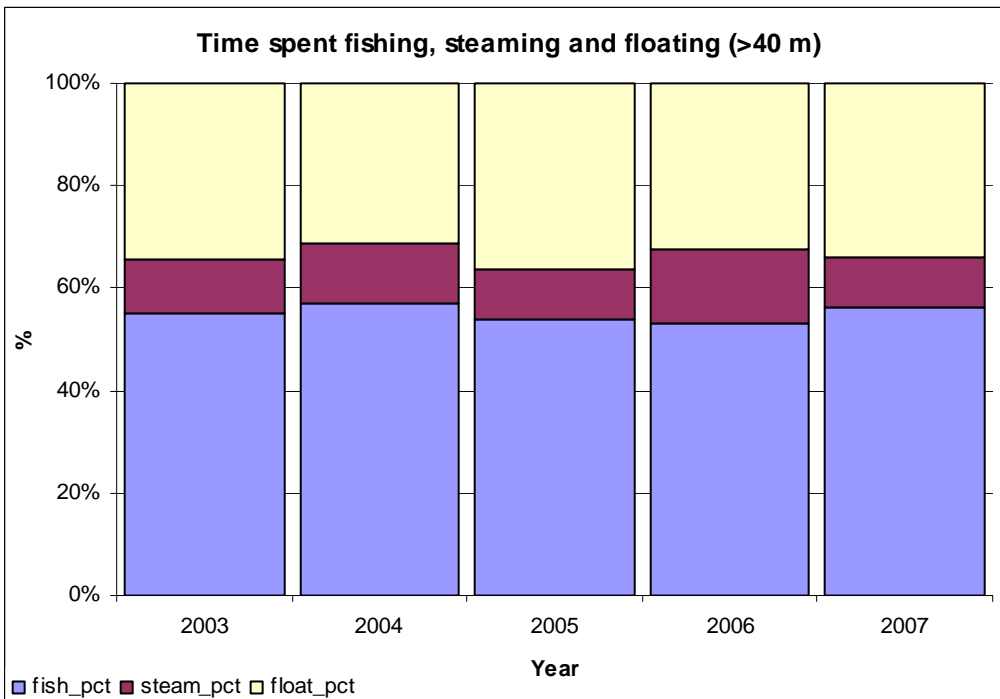 Time spent fishing, steaming and floating (>40 m)
100%
80%
60%
40%
20%
0%
%
2003 2004 2005 2006 2007
Year
fish_pct steam_pct float_pct